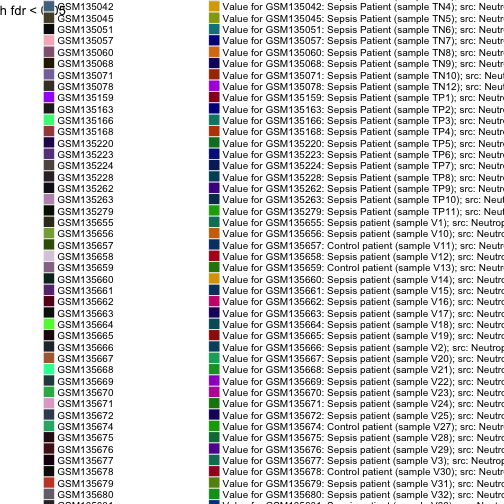 h fdr < 0.05
GSM135042 Value for GSM135042: Sepsis Patient (sample TN4); src: Neutr
GSM135045 Value for GSM135045: Sepsis Patient (sample TN5); src: Neutr
GSM135051 Value for GSM135051: Sepsis Patient (sample TN6); src: Neutr
GSM135057 Value for GSM135057: Sepsis Patient (sample TN7); src: Neutr
GSM135060 Value for GSM135060: Sepsis Patient (sample TN8); src: Neutr
GSM135068 Value for GSM135068: Sepsis Patient (sample TN9); src: Neutr
GSM135071 Value for GSM135071: Sepsis Patient (sample TN10); src: Neut
GSM135078 Value for GSM135078: Sepsis Patient (sample TN12); src: Neut
GSM135159 Value for GSM135159: Sepsis Patient (sample TP1); src: Neutr
GSM135163 Value for GSM135163: Sepsis Patient (sample TP2); src: Neutr
GSM135166 Value for GSM135166: Sepsis Patient (sample TP3); src: Neutr
GSM135168 Value for GSM135168: Sepsis Patient (sample TP4); src: Neutr
GSM135220 Value for GSM135220: Sepsis Patient (sample TP5); src: Neutr
GSM135223 Value for GSM135223: Sepsis Patient (sample TP6); src: Neutr
GSM135224 Value for GSM135224: Sepsis Patient (sample TP7); src: Neutr
GSM135228 Value for GSM135228: Sepsis Patient (sample TP8); src: Neutr
GSM135262 Value for GSM135262: Sepsis Patient (sample TP9); src: Neutr
GSM135263 Value for GSM135263: Sepsis Patient (sample TP10); src: Neut
GSM135279 Value for GSM135279: Sepsis Patient (sample TP11); src: Neut
GSM135655 Value for GSM135655: Sepsis patient (sample V1); src: Neutrop
GSM135656 Value for GSM135656: Sepsis patient (sample V10); src: Neutro
GSM135657 Value for GSM135657: Control patient (sample V11); src: Neutr
GSM135658 Value for GSM135658: Sepsis patient (sample V12); src: Neutro
GSM135659 Value for GSM135659: Control patient (sample V13); src: Neutr
GSM135660 Value for GSM135660: Sepsis patient (sample V14); src: Neutro
GSM135661 Value for GSM135661: Sepsis patient (sample V15); src: Neutro
GSM135662 Value for GSM135662: Sepsis patient (sample V16); src: Neutro
GSM135663 Value for GSM135663: Sepsis patient (sample V17); src: Neutro
GSM135664 Value for GSM135664: Sepsis patient (sample V18); src: Neutro
GSM135665 Value for GSM135665: Sepsis patient (sample V19); src: Neutro
GSM135666 Value for GSM135666: Sepsis patient (sample V2); src: Neutrop
GSM135667 Value for GSM135667: Sepsis patient (sample V20); src: Neutro
GSM135668 Value for GSM135668: Sepsis patient (sample V21); src: Neutro
GSM135669 Value for GSM135669: Sepsis patient (sample V22); src: Neutro
GSM135670 Value for GSM135670: Sepsis patient (sample V23); src: Neutro
GSM135671 Value for GSM135671: Sepsis patient (sample V24); src: Neutro
GSM135672 Value for GSM135672: Sepsis patient (sample V25); src: Neutro
GSM135674 Value for GSM135674: Control patient (sample V27); src: Neutr
GSM135675 Value for GSM135675: Sepsis patient (sample V28); src: Neutro
GSM135676 Value for GSM135676: Sepsis patient (sample V29); src: Neutro
GSM135677 Value for GSM135677: Sepsis patient (sample V3); src: Neutrop
GSM135678 Value for GSM135678: Control patient (sample V30); src: Neutr
GSM135679 Value for GSM135679: Sepsis patient (sample V31); src: Neutro
GSM135680 Value for GSM135680: Sepsis patient (sample V32); src: Neutro